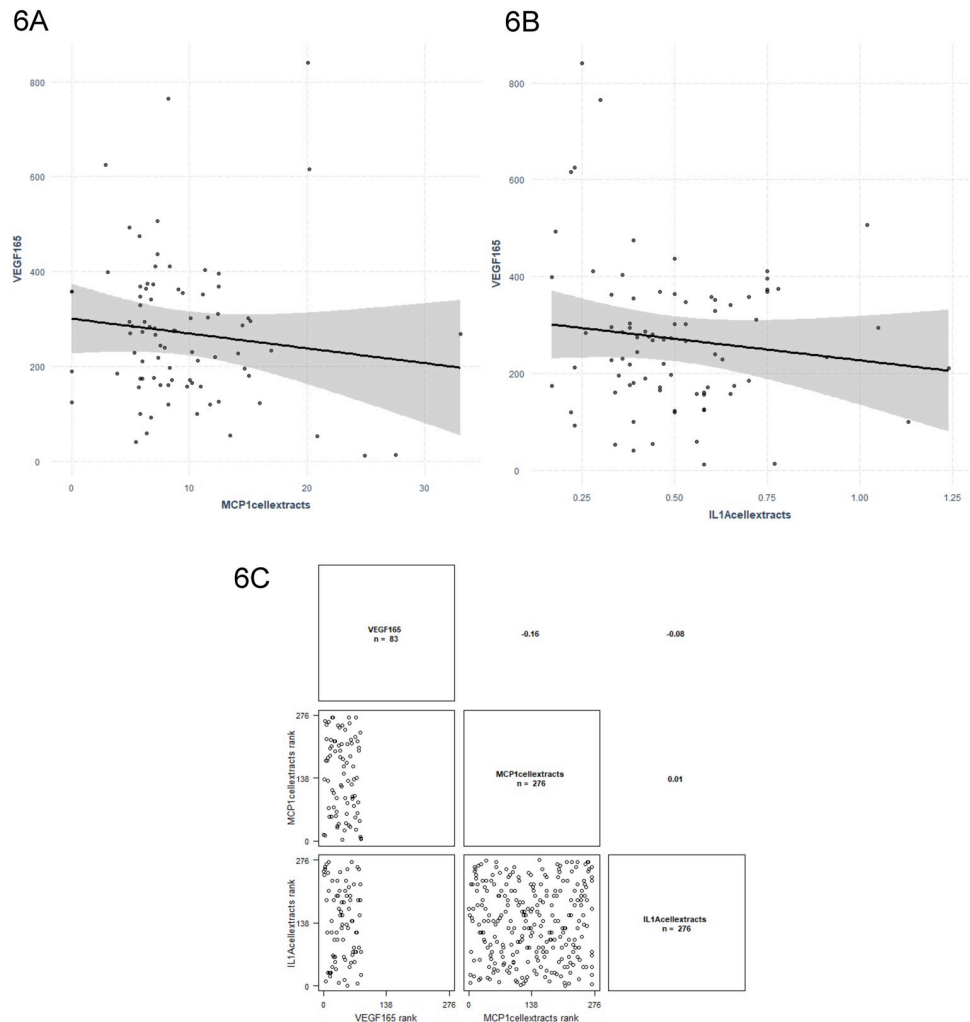 6A
6B
800
600
400
200
0
VEGF165
0
10
20
30
MCP1cellextracts
800
600
400
200
0
VEGF165
0.25
0.50
0.75
1.00
1.25
IL1Acellextracts
6C
VEGF165
n = 83
-0.16
-0.08
276
138
0
MCP1cellextracts rank
MCP1cellextracts
n = 276
0.01
276
138
0
IL1Acellextracts rank
IL1Acellextracts
n = 276
0
138
276
VEGF165 rank
0
138
276
MCP1cellextracts rank